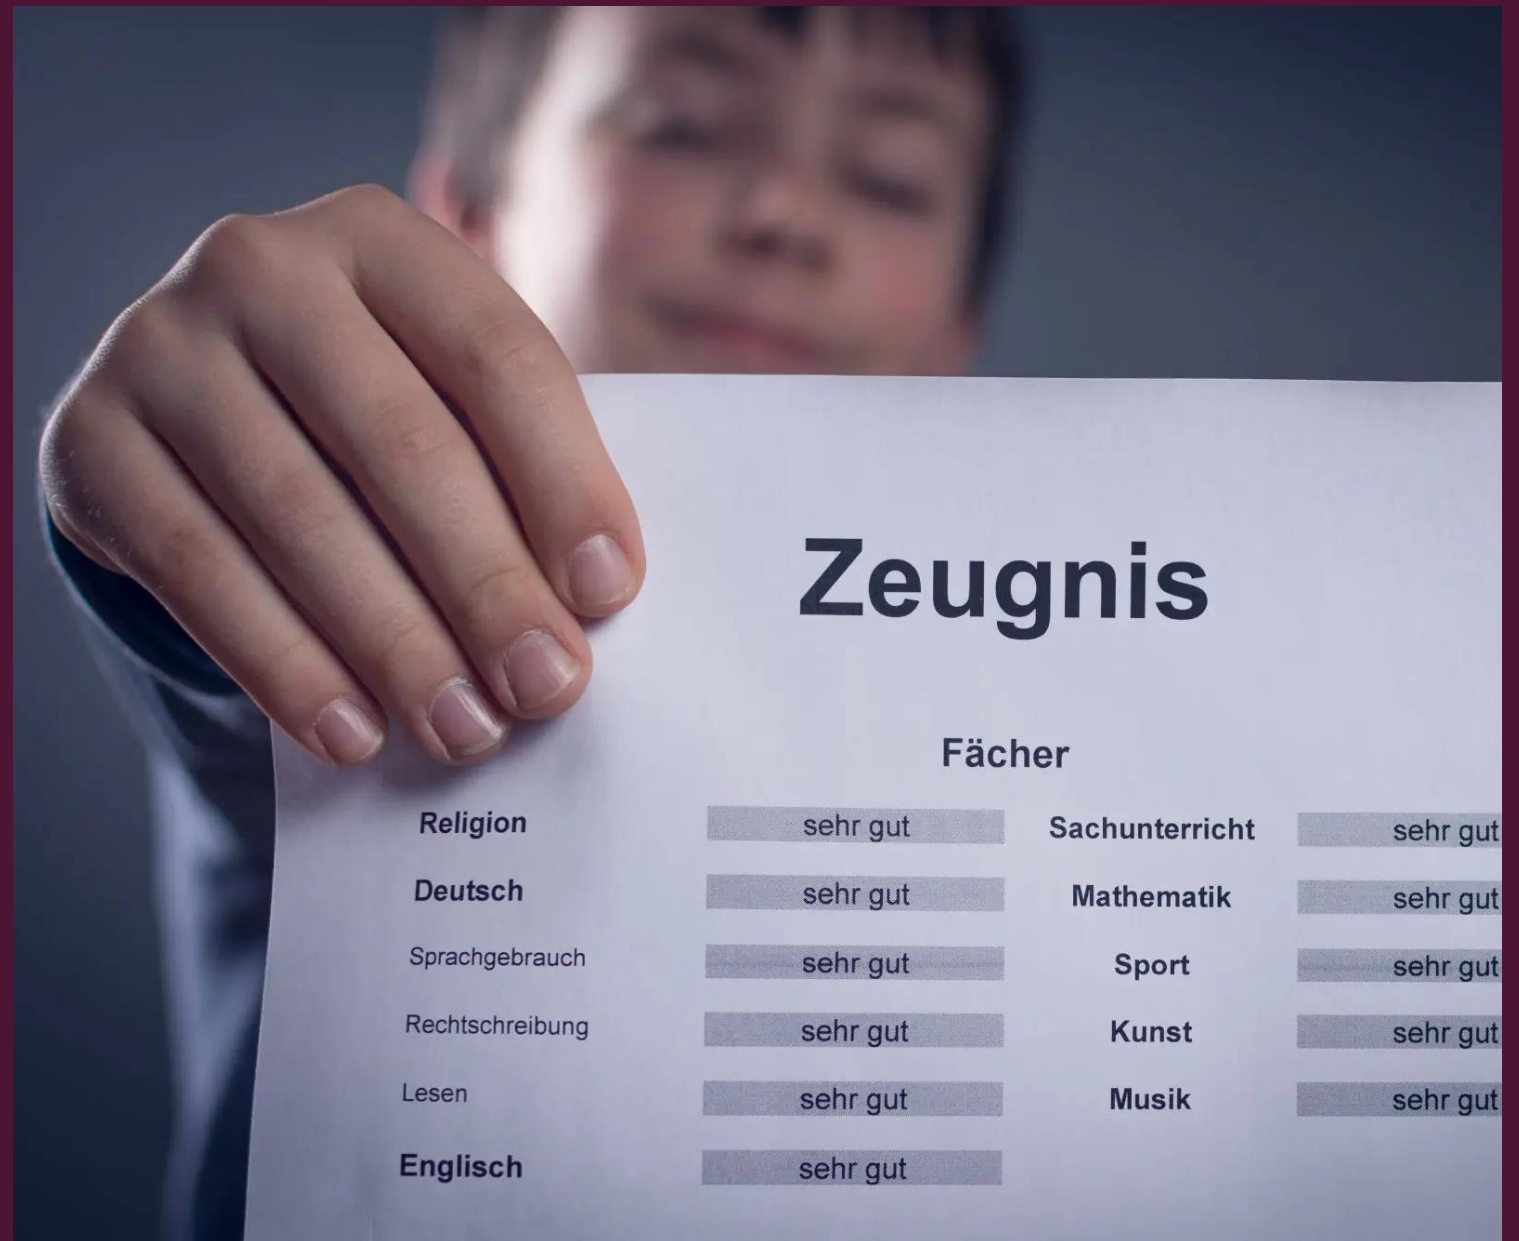 Zeugnis
Fächer
Religion sehr gut Sachunterricht sehr gut
Deutsch sehr gut Mathematik sehr gut
Sprachgebrauch sehr gut Sport sehr gut
Rechtschreibung sehr gut Kunst sehr gut
Lesen sehr gut Musik sehr gut
Englisch sehr gut